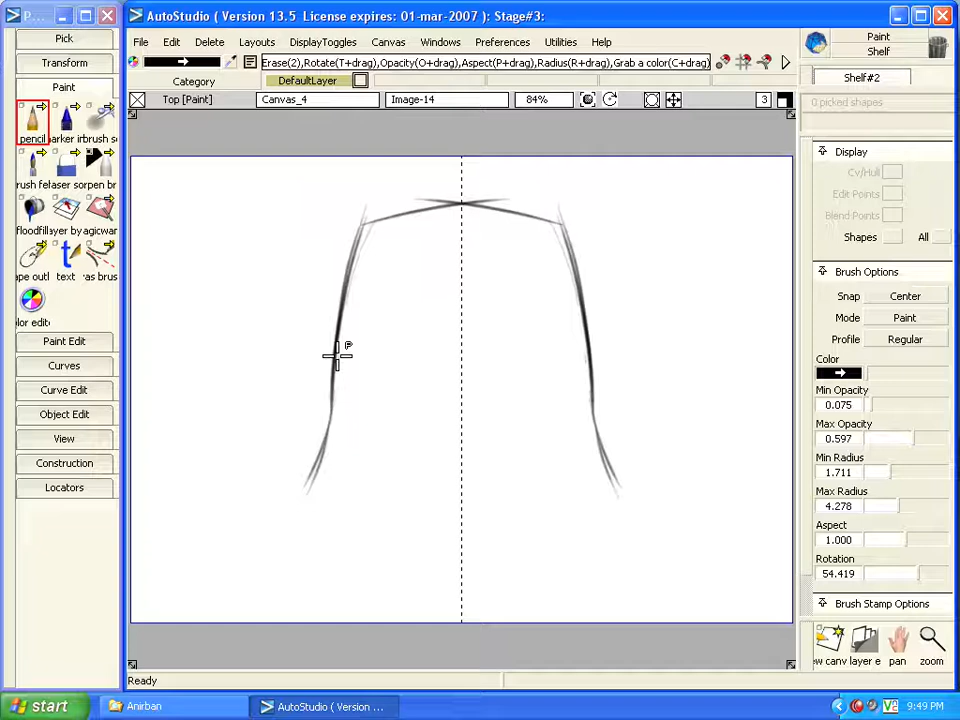 P...
AutoStudio ( Version 13.5 License expires: 01-mar-2007 ): Stage#3:
Pick
Transform
Paint
pencil
arker
irbrush s
rush fe
laser so
rpen br
floodfill
ayer by
agicwar
ape outl
text
as brus
lor edit
Paint Edit
Curves
Curve Edit
Object Edit
View
Construction
Locators
File Edit Delete Layouts DisplayToggles Canvas Windows Preferences Utilities Help
Erase(2),Rotate(T+drag),Opacity(O+drag),Aspect(P+drag),Radius(R+drag),Grab a color(C+drag)
Category DefaultLayer
Top [Paint] Canvas_4 Image-14 84% 3
P
Ready
Paint
Shelf
Shelf#2
0 picked shapes
Display
Cv/Hull
Edit Points
Blend Points
Shapes All
Brush Options
Snap Center
Mode Paint
Profile Regular
Color
Min Opacity
0.075
Max Opacity
0.597
Min Radius
1.711
Max Radius
4.278
Aspect
1.000
Rotation
54.419
Brush Stamp Options
ew canv
layer e
pan
zoom
start
Anirban
AutoStudio ( Version ...
9:49 PM